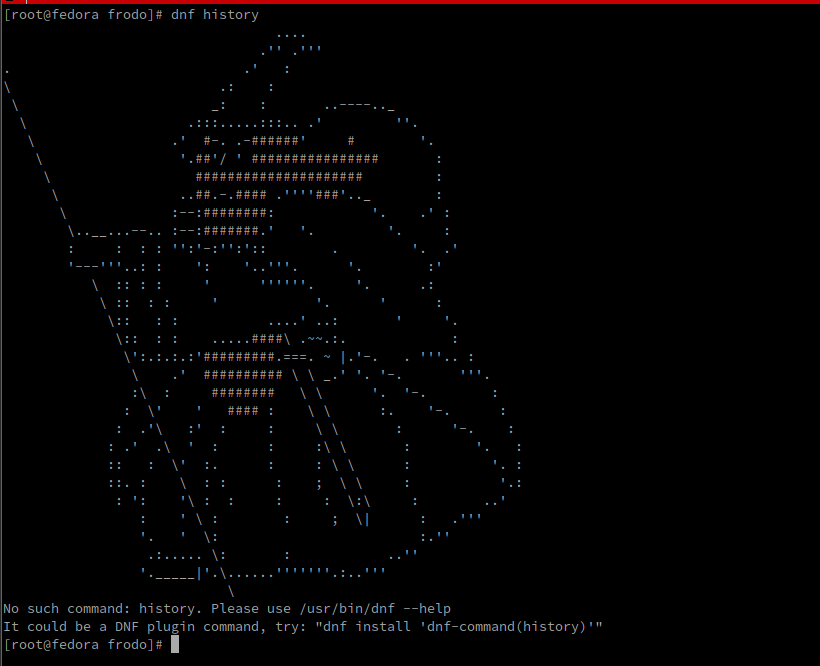 [root@fedora frodo]# dnf history
No such command: history. Please use /usr/bin/dnf --help
It could be a DNF plugin command, try: "dnf install 'dnf-command(history)'"
[root@fedora frodo]#